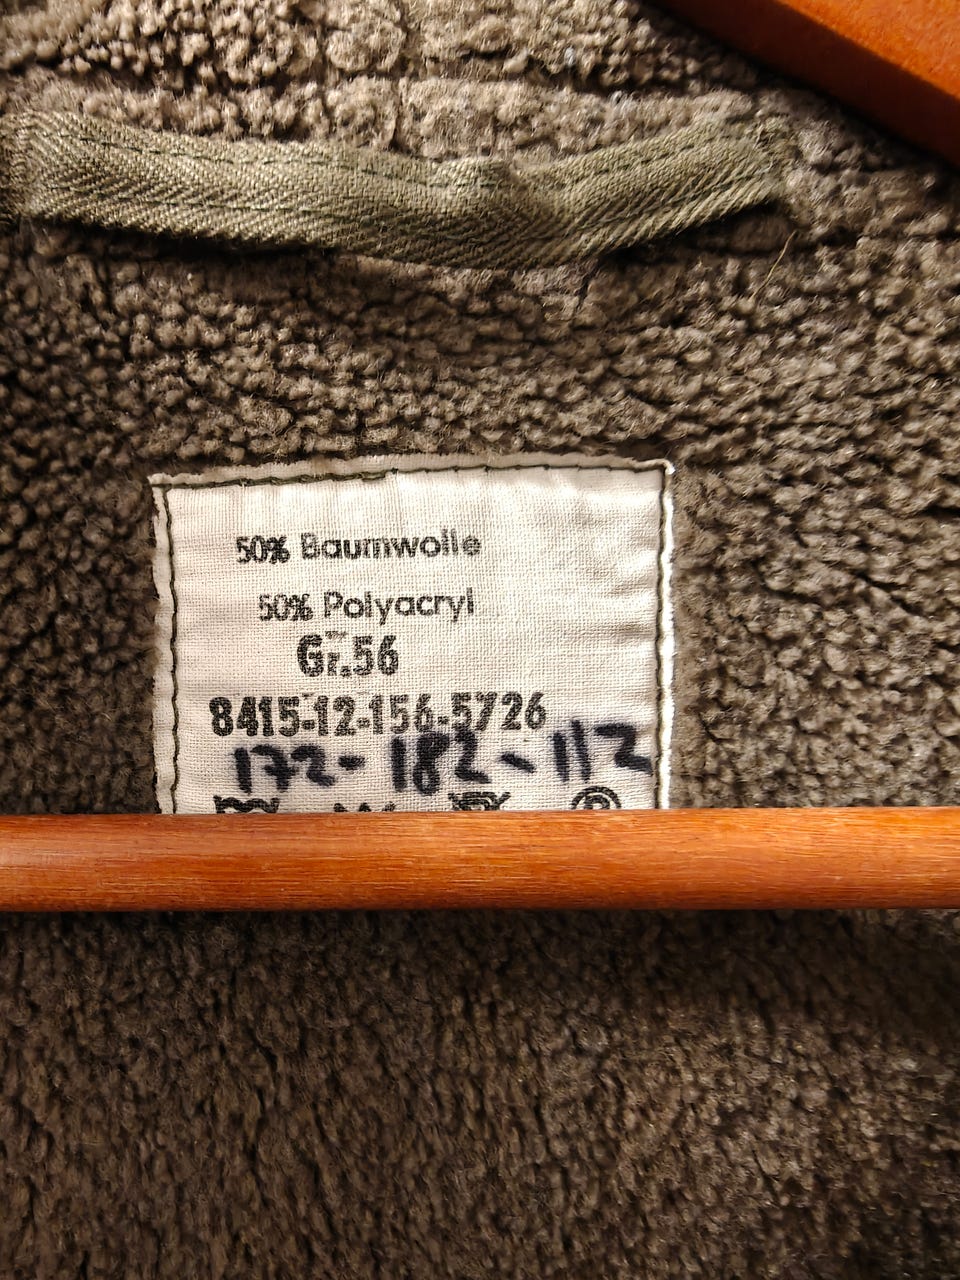 50% Baumwolle
50% Polyacryl
Gr.56
8415-12-156-5726
172-182-112
P